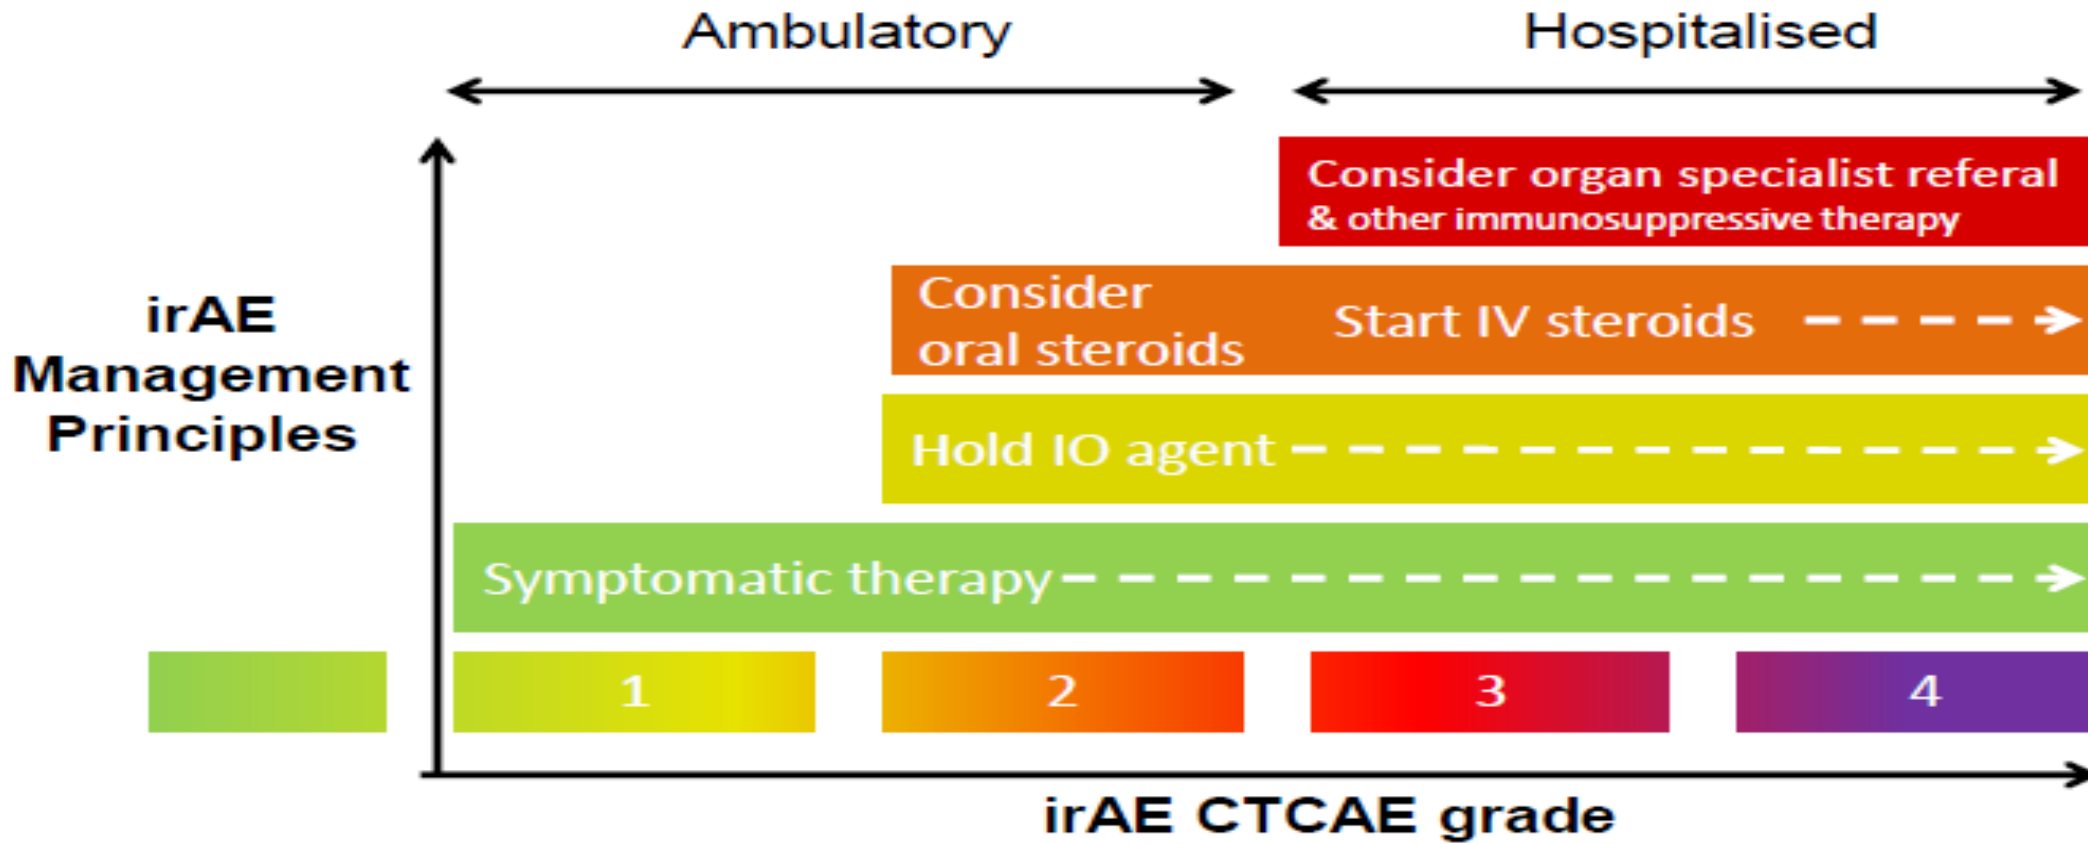 Ambulatory
Hospitalised
Consider organ specialist referal
& other immunosuppressive therapy
Consider
oral steroids
Start IV steroids
irAE
Management
Principles
Hold IO agent
Symptomatic therapy
1
2
3
4
irAE CTCAE grade